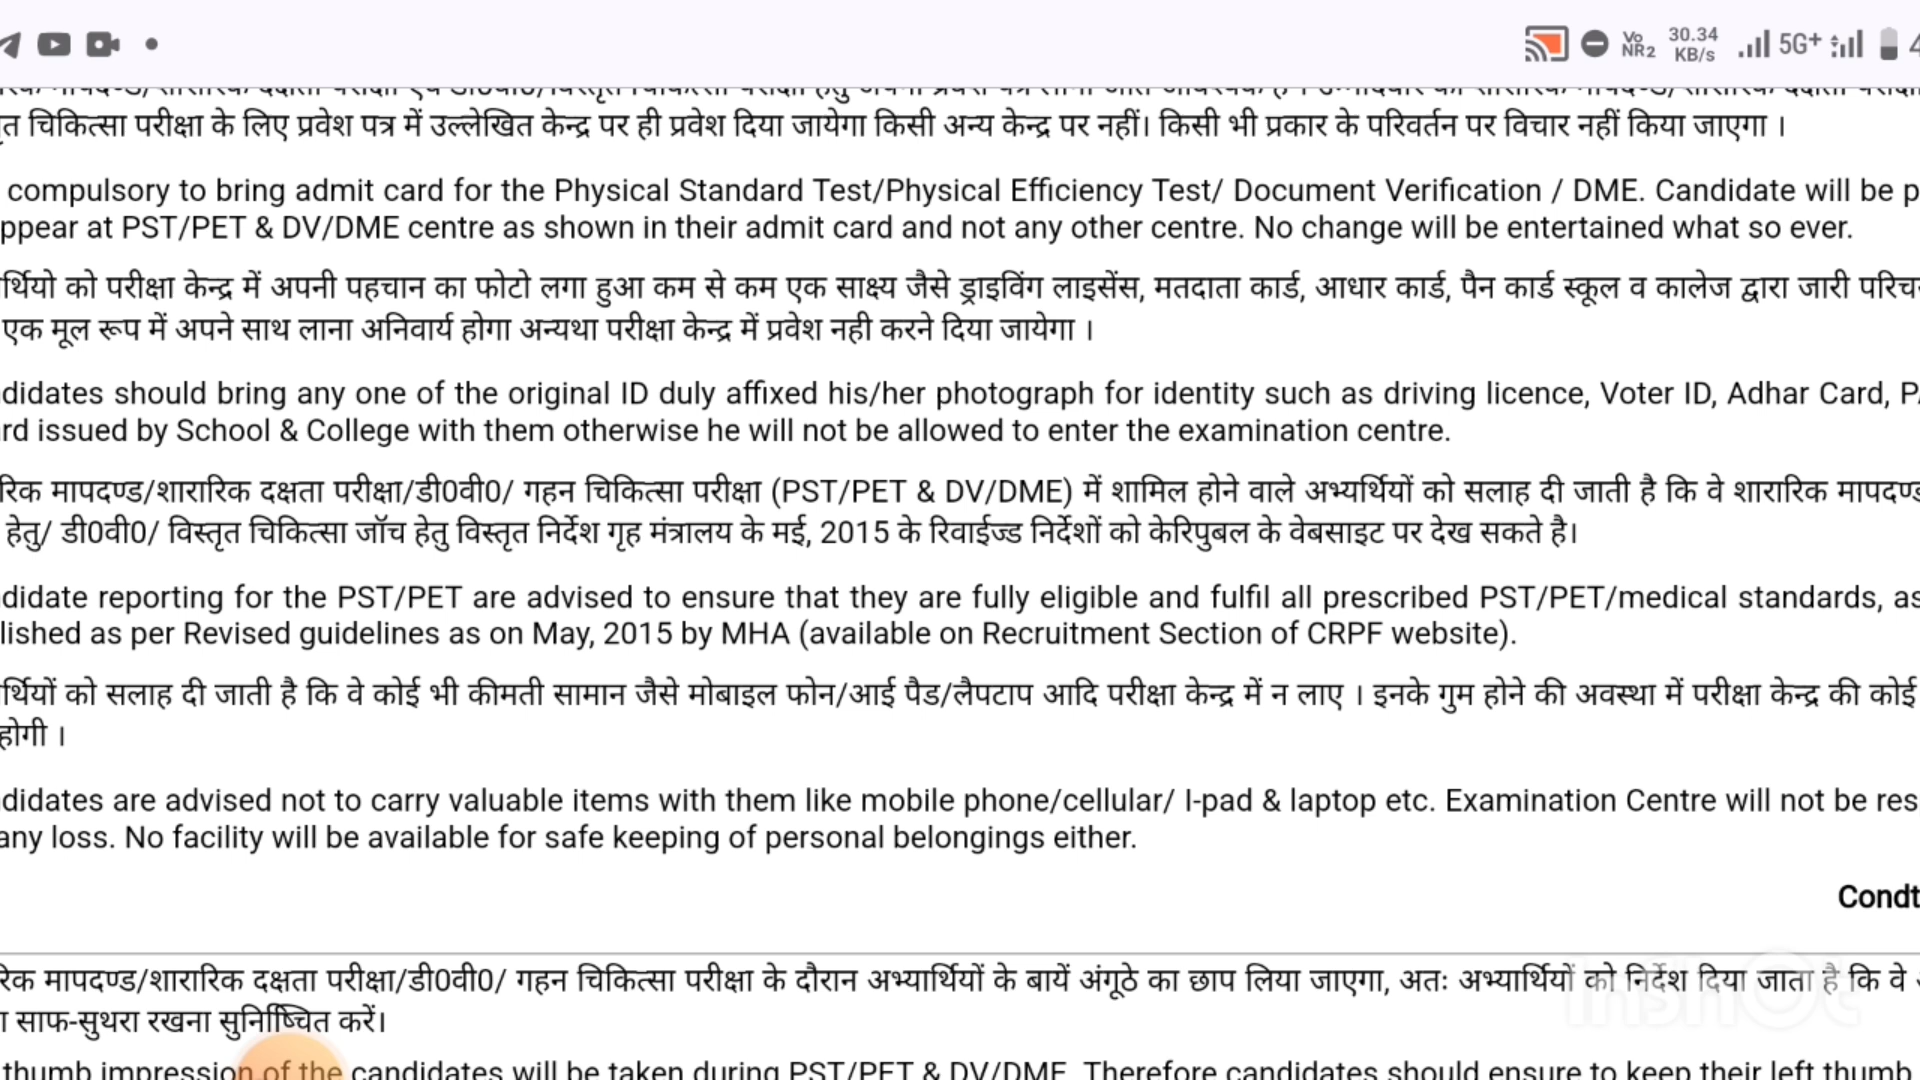 Vo NR2 30.34 KB/s 5G+ 4
त चिकित्सा परीक्षा के लिए प्रवेश पत्र में उल्लेखित केन्द्र पर ही प्रवेश दिया जायेगा किसी अन्य केन्द्र पर नहीं। किसी भी प्रकार के परिवर्तन पर विचार नहीं किया जाएगा ।
compulsory to bring admit card for the Physical Standard Test/Physical Efficiency Test/ Document Verification / DME. Candidate will be p
ppear at PST/PET & DV/DME centre as shown in their admit card and not any other centre. No change will be entertained what so ever.
र्थियो को परीक्षा केन्द्र में अपनी पहचान का फोटो लगा हुआ कम से कम एक साक्ष्य जैसे ड्राइविंग लाइसेंस, मतदाता कार्ड, आधार कार्ड, पैन कार्ड स्कूल व कालेज द्वारा जारी परिच
एक मूल रूप में अपने साथ लाना अनिवार्य होगा अन्यथा परीक्षा केन्द्र में प्रवेश नही करने दिया जायेगा ।
didates should bring any one of the original ID duly affixed his/her photograph for identity such as driving licence, Voter ID, Adhar Card, PA
rd issued by School & College with them otherwise he will not be allowed to enter the examination centre.
रिक मापदण्ड/शारारिक दक्षता परीक्षा/डी0वी0/ गहन चिकित्सा परीक्षा (PST/PET & DV/DME) में शामिल होने वाले अभ्यर्थियों को सलाह दी जाती है कि वे शारारिक मापदण्ड
हेतु/ डी0वी0/ विस्तृत चिकित्सा जॉच हेतु विस्तृत निर्देश गृह मंत्रालय के मई, 2015 के रिवाईज्ड निर्देशों को केरिपुबल के वेबसाइट पर देख सकते है।
didate reporting for the PST/PET are advised to ensure that they are fully eligible and fulfil all prescribed PST/PET/medical standards, as
lished as per Revised guidelines as on May, 2015 by MHA (available on Recruitment Section of CRPF website).
र्थियों को सलाह दी जाती है कि वे कोई भी कीमती सामान जैसे मोबाइल फोन/आई पैड/लैपटाप आदि परीक्षा केन्द्र में न लाए । इनके गुम होने की अवस्था में परीक्षा केन्द्र की कोई
होगी ।
didates are advised not to carry valuable items with them like mobile phone/cellular/ I-pad & laptop etc. Examination Centre will not be res
any loss. No facility will be available for safe keeping of personal belongings either.
Condt
रिक मापदण्ड/शारारिक दक्षता परीक्षा/डी0वी0/ गहन चिकित्सा परीक्षा के दौरान अभ्यार्थियों के बायें अंगूठे का छाप लिया जाएगा, अतः अभ्यार्थियों को निर्देश दिया जाता है कि वे
InShOt
ा साफ-सुथरा रखना सुनिष्चित करें।
thumb impression of the candidates will be taken during PST/PET & DV/DME. Therefore candidates should ensure to keep their left thumb